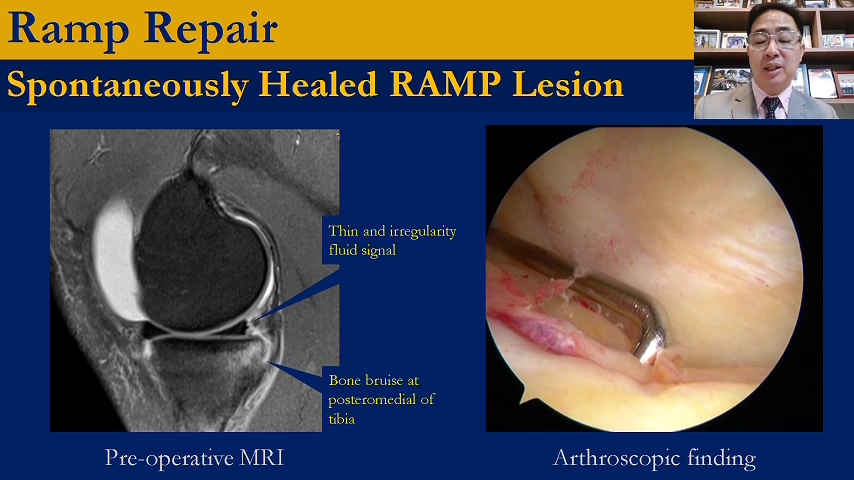 Ramp Repair
Spontaneously Healed RAMP Lesion
Thin and irregularity
fluid signal
Bone bruise at
posteromedial of
tibia
Pre-operative MRI
Arthroscopic finding